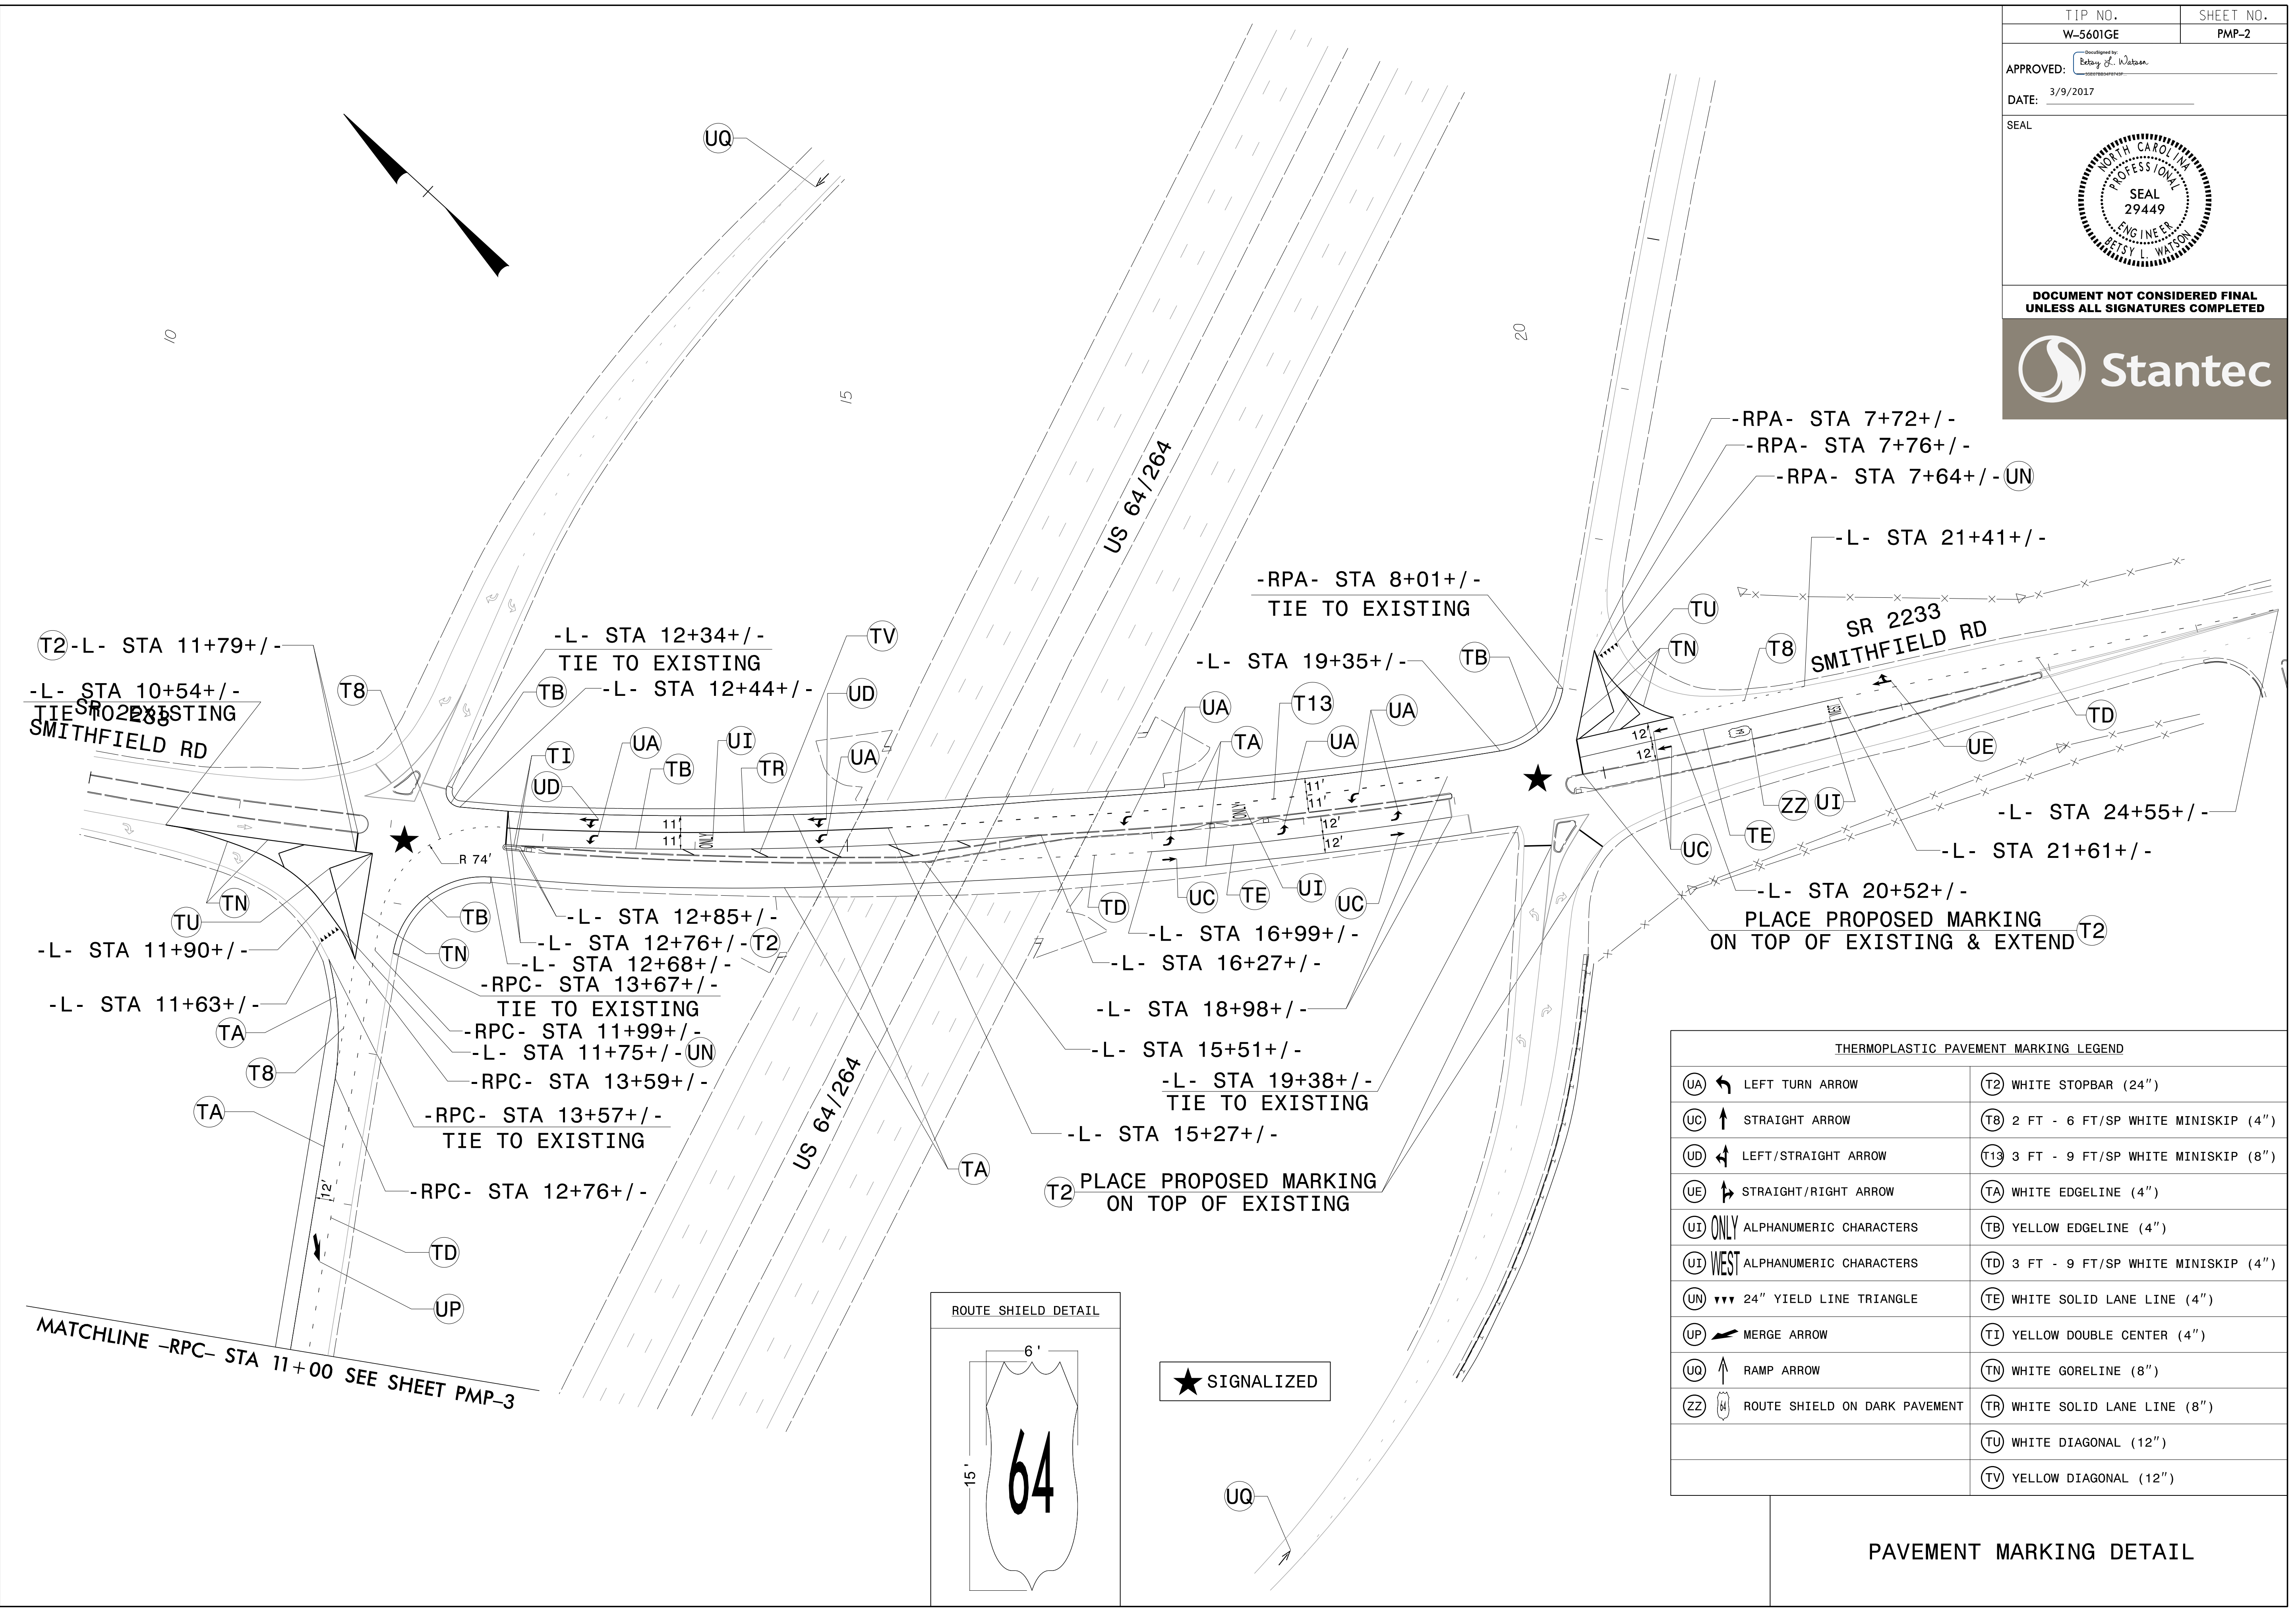 TIP NO.
SHEET NO.
W–5601GE
PMP–2
DocuSigned by:
APPROVED: Betsy L. Watson
DATE: 3/9/2017
SEAL
NORTH CAROLINA
PROFESSIONAL
SEAL
29449
ENGINEER
BETSY L. WATSON
DOCUMENT NOT CONSIDERED FINAL
UNLESS ALL SIGNATURES COMPLETED
Stantec
UQ
10
15
20
US 64/264
-RPA- STA 7+72+/-
-RPA- STA 7+76+/-
-RPA- STA 7+64+/- UN
-L- STA 21+41+/-
-RPA- STA 8+01+/-
TIE TO EXISTING
TU
TN
T8
SR 2233
SMITHFIELD RD
-L- STA 19+35+/-
TB
T2 -L- STA 11+79+/-
-L- STA 10+54+/-
TIE TO EXISTING
SR 2233
SMITHFIELD RD
T8
-L- STA 12+34+/-
TIE TO EXISTING
TB
-L- STA 12+44+/-
TV
UD
TI
UD
UA
TB
UI
TR
UA
UA
TA
T13
UA
UA
11'
11'
ONLY
11'
11'
12'
12'
ONLY
12'
12'
WEST
64
TD
UE
ZZ
UI
TE
UC
-L- STA 24+55+/-
-L- STA 21+61+/-
-L- STA 20+52+/-
PLACE PROPOSED MARKING
ON TOP OF EXISTING & EXTEND T2
R 74'
TN
TU
-L- STA 11+90+/-
-L- STA 11+63+/-
TA
T8
TA
TB
TN
-L- STA 12+85+/-
-L- STA 12+76+/- T2
-L- STA 12+68+/-
-RPC- STA 13+67+/-
TIE TO EXISTING
-RPC- STA 11+99+/-
-L- STA 11+75+/- UN
-RPC- STA 13+59+/-
-RPC- STA 13+57+/-
TIE TO EXISTING
-RPC- STA 12+76+/-
12'
TD
UP
MATCHLINE –RPC– STA 11+00 SEE SHEET PMP–3
US 64/264
TA
TD
UC
TE
UI
UC
-L- STA 16+99+/-
-L- STA 16+27+/-
-L- STA 18+98+/-
-L- STA 15+51+/-
-L- STA 19+38+/-
TIE TO EXISTING
-L- STA 15+27+/-
T2 PLACE PROPOSED MARKING
ON TOP OF EXISTING
ROUTE SHIELD DETAIL
6'
15'
64
SIGNALIZED
UQ
THERMOPLASTIC PAVEMENT MARKING LEGEND
UA LEFT TURN ARROW
T2 WHITE STOPBAR (24")
UC STRAIGHT ARROW
T8 2 FT - 6 FT/SP WHITE MINISKIP (4")
UD LEFT/STRAIGHT ARROW
T13 3 FT - 9 FT/SP WHITE MINISKIP (8")
UE STRAIGHT/RIGHT ARROW
TA WHITE EDGELINE (4")
UI ONLY ALPHANUMERIC CHARACTERS
TB YELLOW EDGELINE (4")
UI WEST ALPHANUMERIC CHARACTERS
TD 3 FT - 9 FT/SP WHITE MINISKIP (4")
UN 24" YIELD LINE TRIANGLE
TE WHITE SOLID LANE LINE (4")
UP MERGE ARROW
TI YELLOW DOUBLE CENTER (4")
UQ RAMP ARROW
TN WHITE GORELINE (8")
ZZ 64 ROUTE SHIELD ON DARK PAVEMENT
TR WHITE SOLID LANE LINE (8")
TU WHITE DIAGONAL (12")
TV YELLOW DIAGONAL (12")
PAVEMENT MARKING DETAIL